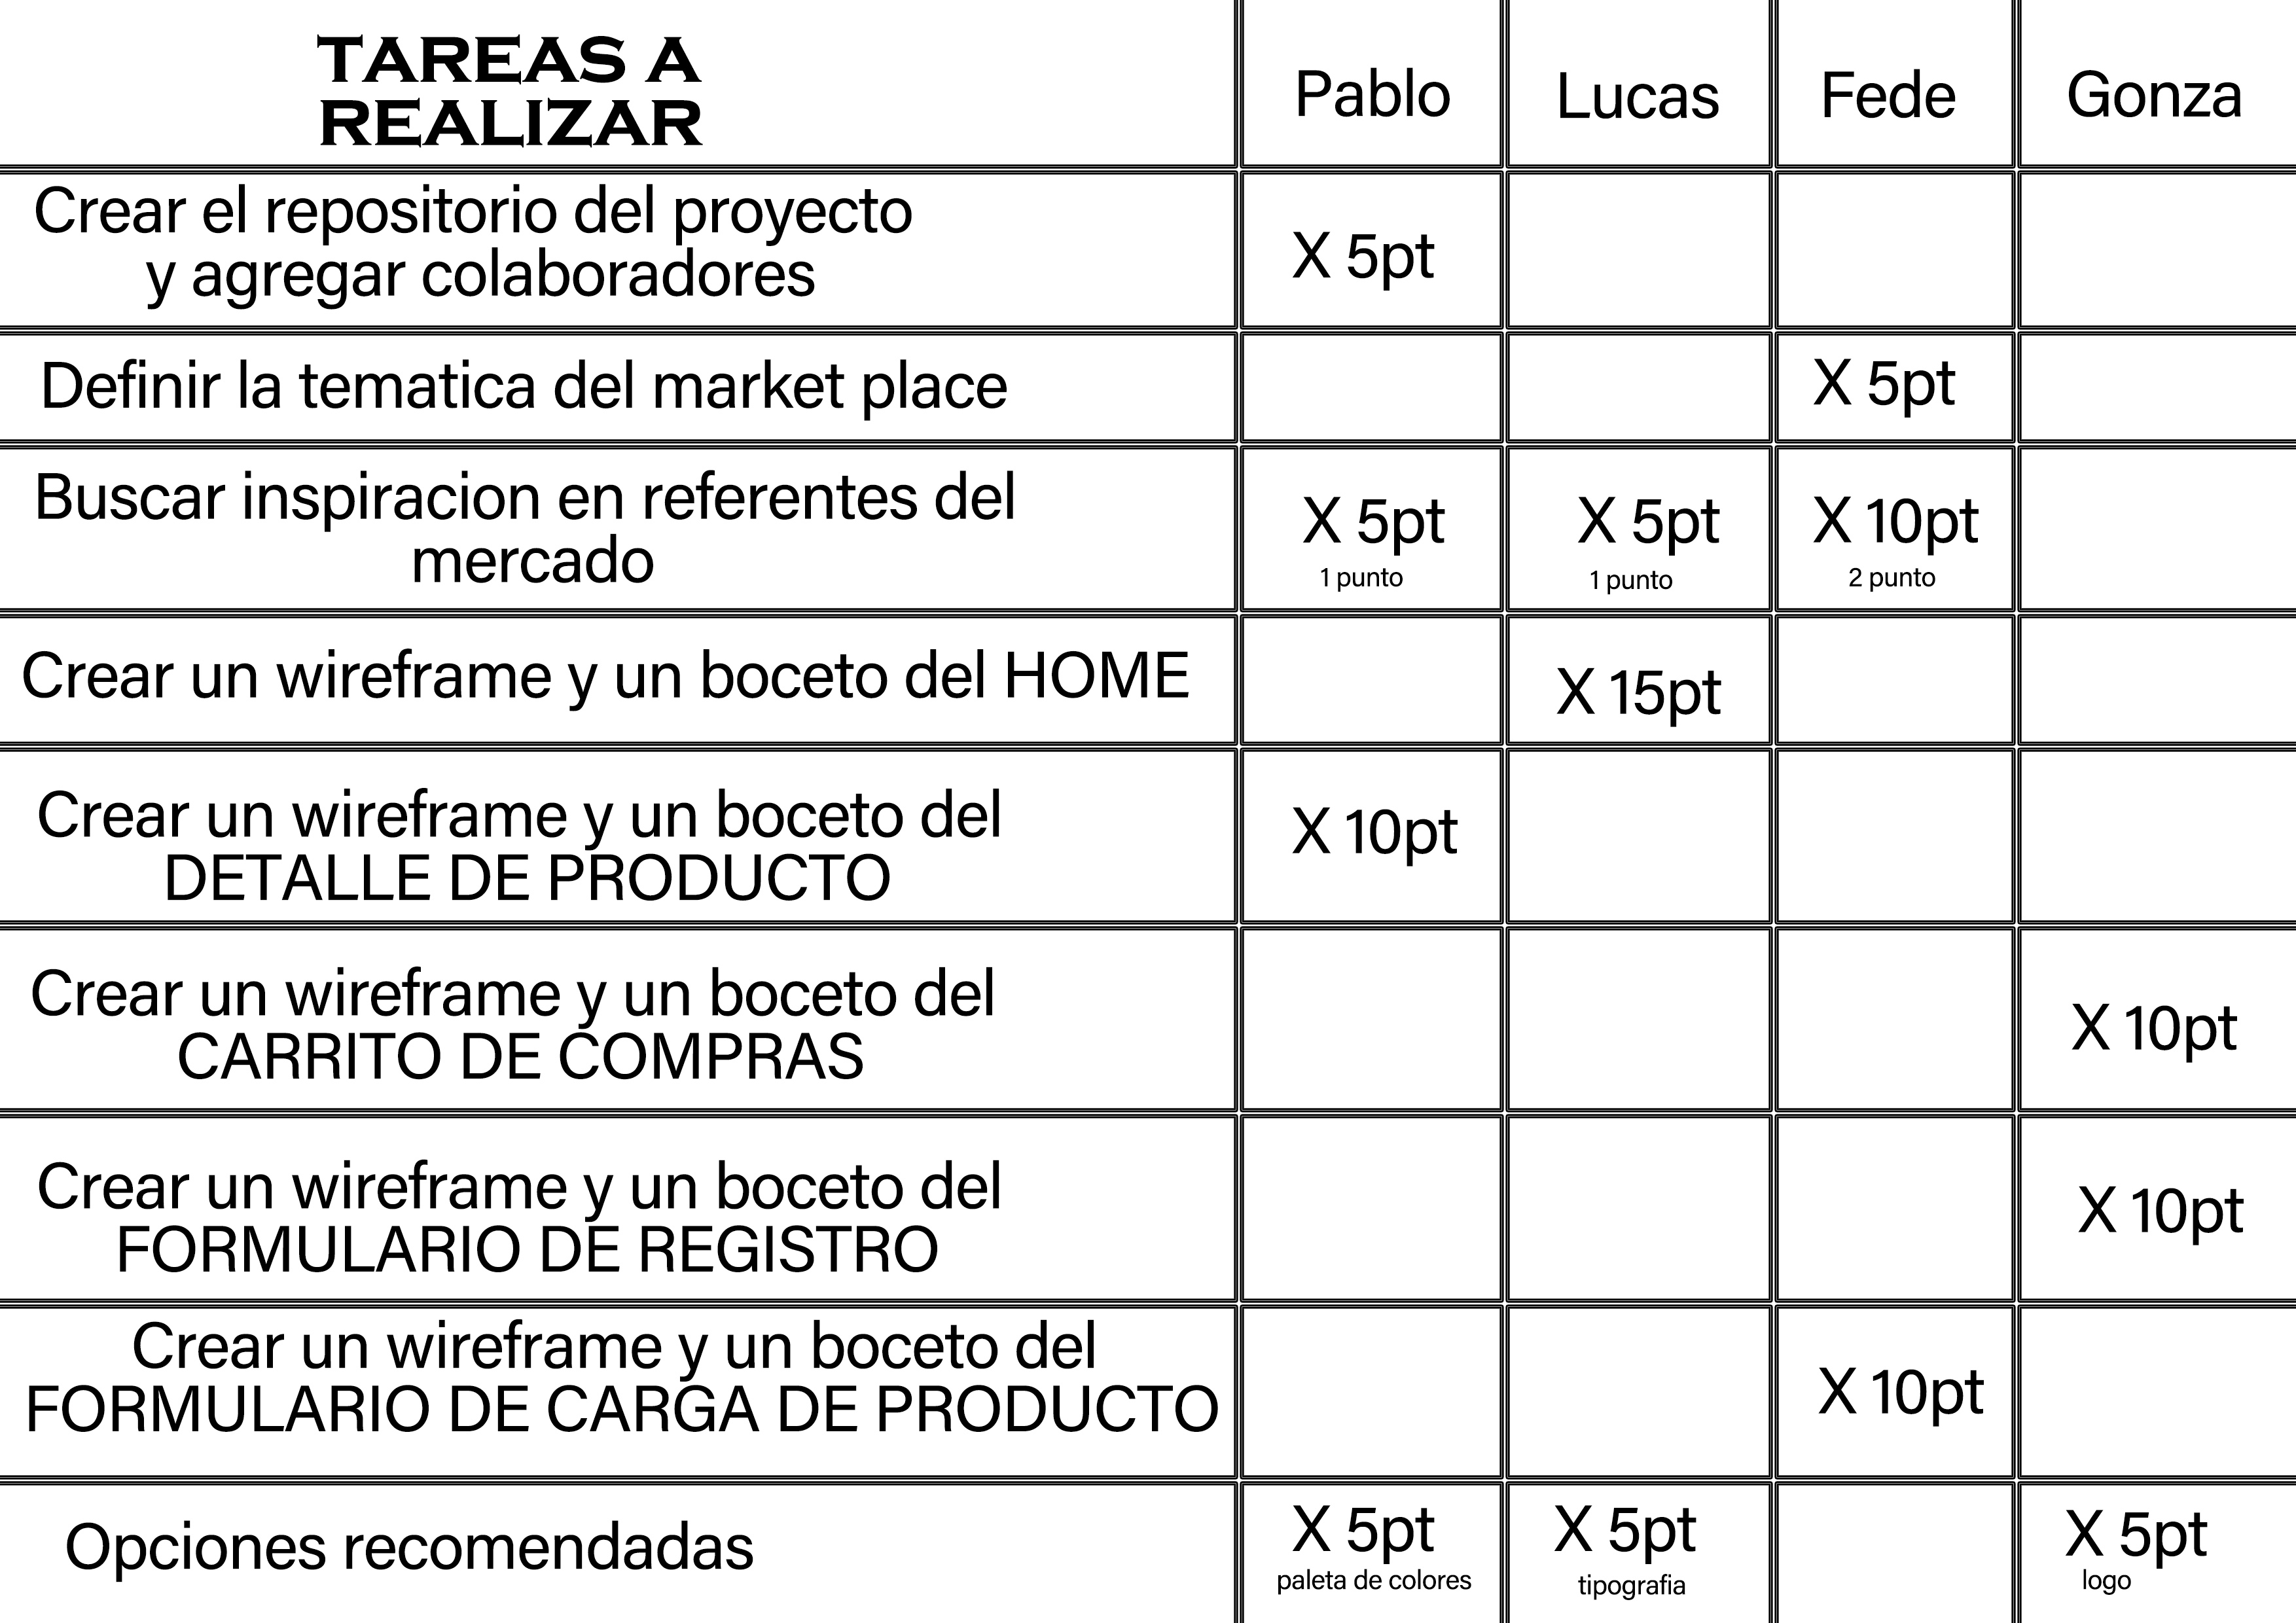 TAREAS A
REALIZAR
Pablo
Lucas
Fede
Gonza
Crear el repositorio del proyecto
y agregar colaboradores
X 5pt
Definir la tematica del market place
X 5pt
Buscar inspiracion en referentes del
mercado
X 5pt
1 punto
X 5pt
1 punto
X 10pt
2 punto
Crear un wireframe y un boceto del HOME
X 15pt
Crear un wireframe y un boceto del
DETALLE DE PRODUCTO
X 10pt
Crear un wireframe y un boceto del
CARRITO DE COMPRAS
X 10pt
Crear un wireframe y un boceto del
FORMULARIO DE REGISTRO
X 10pt
Crear un wireframe y un boceto del
FORMULARIO DE CARGA DE PRODUCTO
X 10pt
Opciones recomendadas
X 5pt
paleta de colores
X 5pt
tipografia
X 5pt
logo